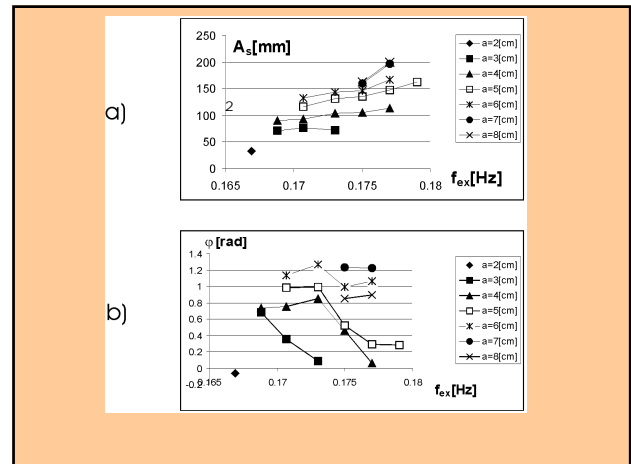 a)
A_s[mm]
250
200
150
100
50
0
2
0.165 0.17 0.175 0.18
f_ex[Hz]
a=2[cm]
a=3[cm]
a=4[cm]
a=5[cm]
a=6[cm]
a=7[cm]
a=8[cm]
b)
φ [rad]
1.4
1.2
1
0.8
0.6
0.4
0.2
0
-0.2
0.165 0.17 0.175 0.18
f_ex[Hz]
a=2[cm]
a=3[cm]
a=4[cm]
a=5[cm]
a=6[cm]
a=7[cm]
a=8[cm]